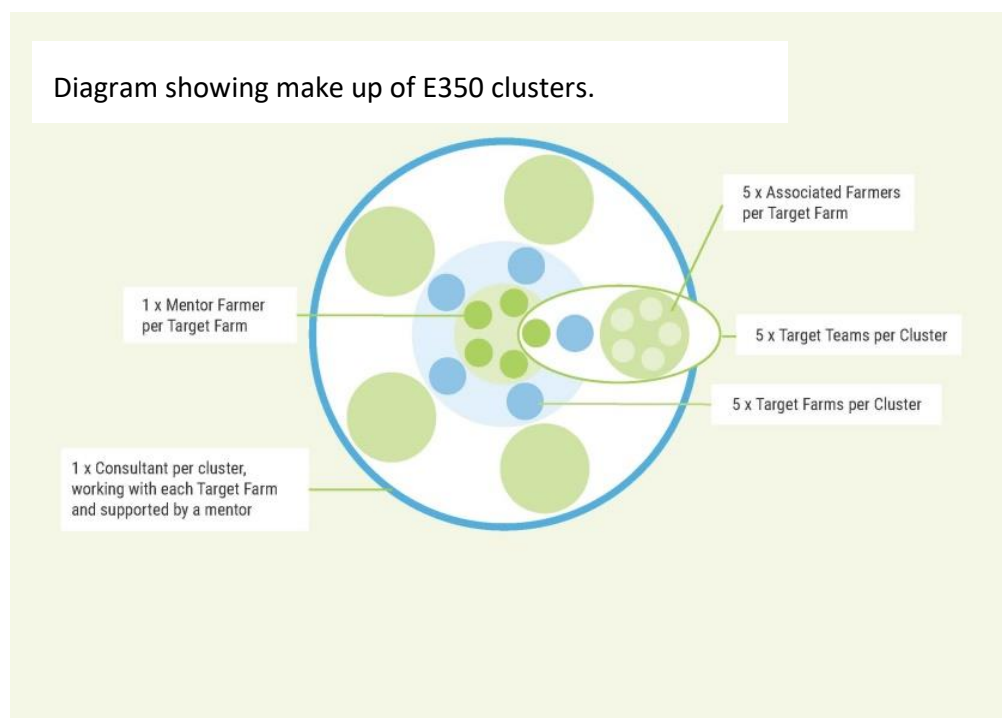 Diagram showing make up of E350 clusters.
5 x Associated Farmers
per Target Farm
1 x Mentor Farmer
per Target Farm
5 x Target Teams per Cluster
5 x Target Farms per Cluster
1 x Consultant per cluster,
working with each Target Farm
and supported by a mentor